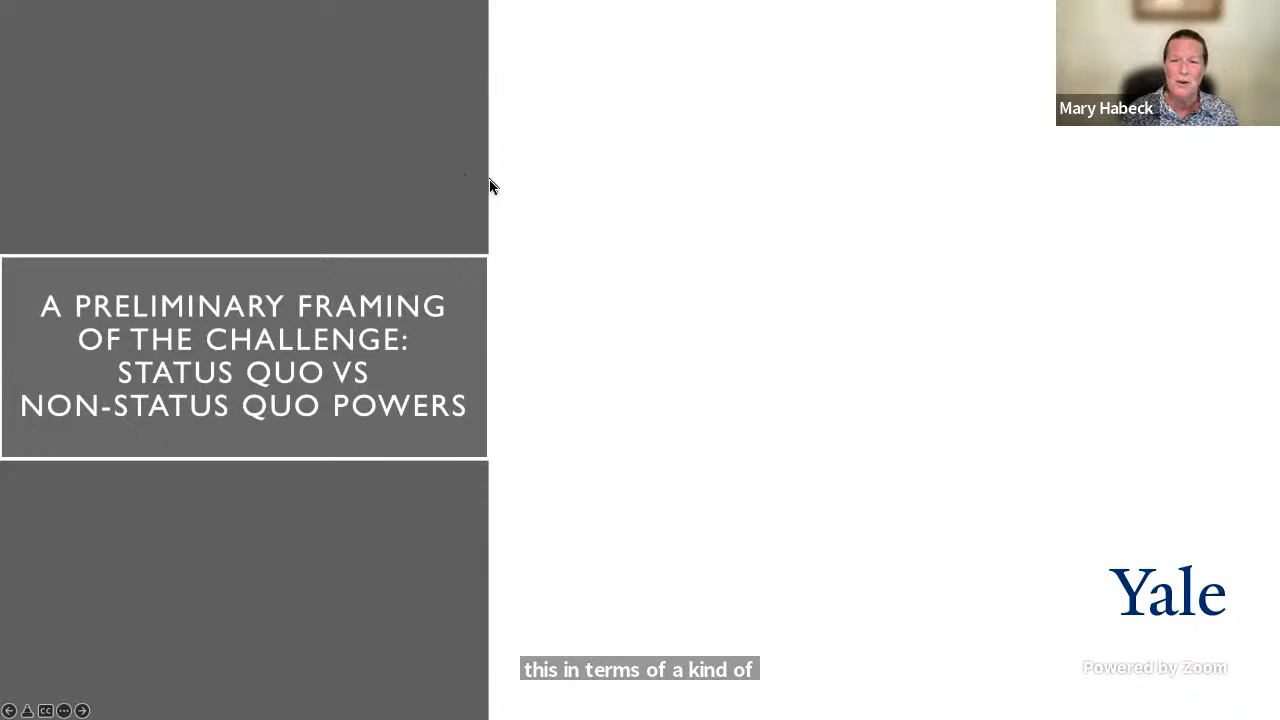 Mary Habeck
A PRELIMINARY FRAMING
OF THE CHALLENGE:
STATUS QUO VS
NON-STATUS QUO POWERS
Yale
this in terms of a kind of
Powered by Zoom
CC